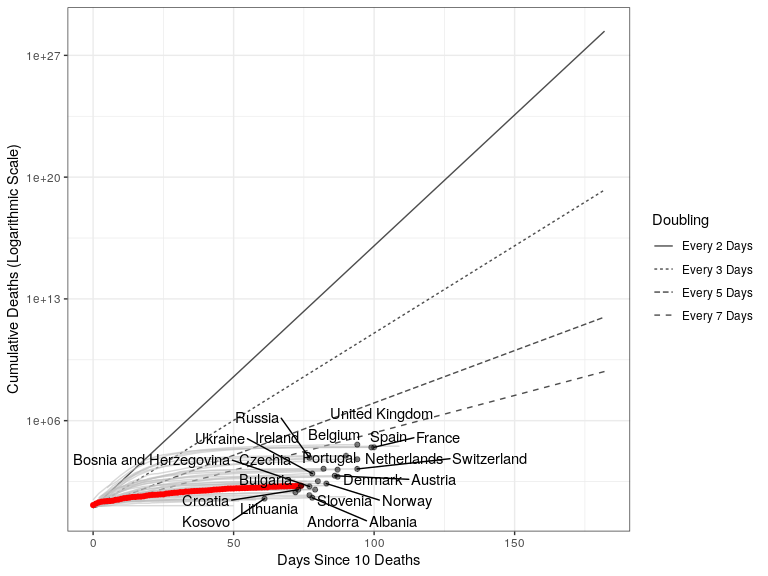 1e+27
1e+20
1e+13
1e+06
Cumulative Deaths (Logarithmic Scale)
United Kingdom
Russia
Belgium
Spain
France
Ukraine
Ireland
Bosnia and Herzegovina
Czechia
Portugal
Netherlands
Switzerland
Bulgaria
Denmark
Austria
Croatia
Slovenia
Norway
Lithuania
Kosovo
Andorra
Albania
0
50
100
150
Days Since 10 Deaths
Doubling
Every 2 Days
Every 3 Days
Every 5 Days
Every 7 Days